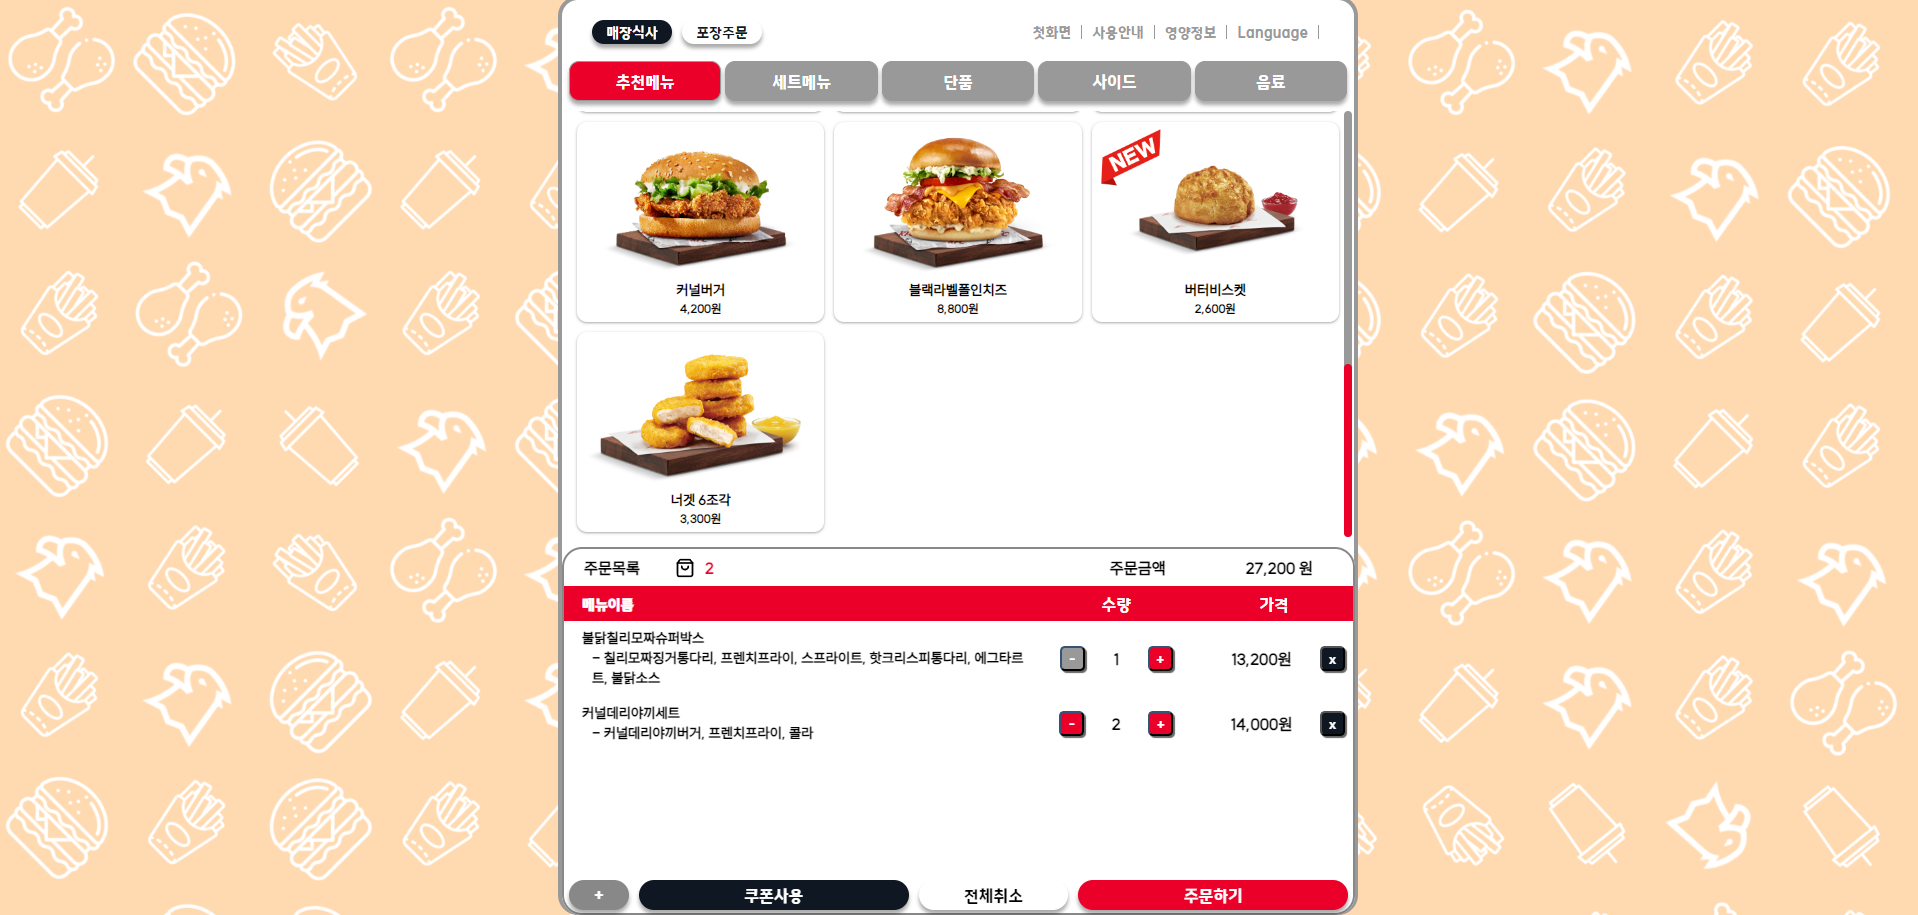 매장식사 포장주문 첫화면 사용안내 영양정보 Language
추천메뉴 세트메뉴 단품 사이드 음료
NEW
커널버거 블랙라벨폴인치즈 버터비스켓
4,200원 8,800원 2,600원
너겟 6조각
3,300원
주문목록 2 주문금액 27,200 원
메뉴이름 수량 가격
불닭칠리모짜슈퍼박스
- 칠리모짜징거통다리, 프렌치프라이, 스프라이트, 핫크리스피통다리, 에그타르
트, 불닭소스
- 1 + 13,200원 x
커널데리야끼세트
- 커널데리야끼버거, 프렌치프라이, 콜라
- 2 + 14,000원 x
+ 쿠폰사용 전체취소 주문하기